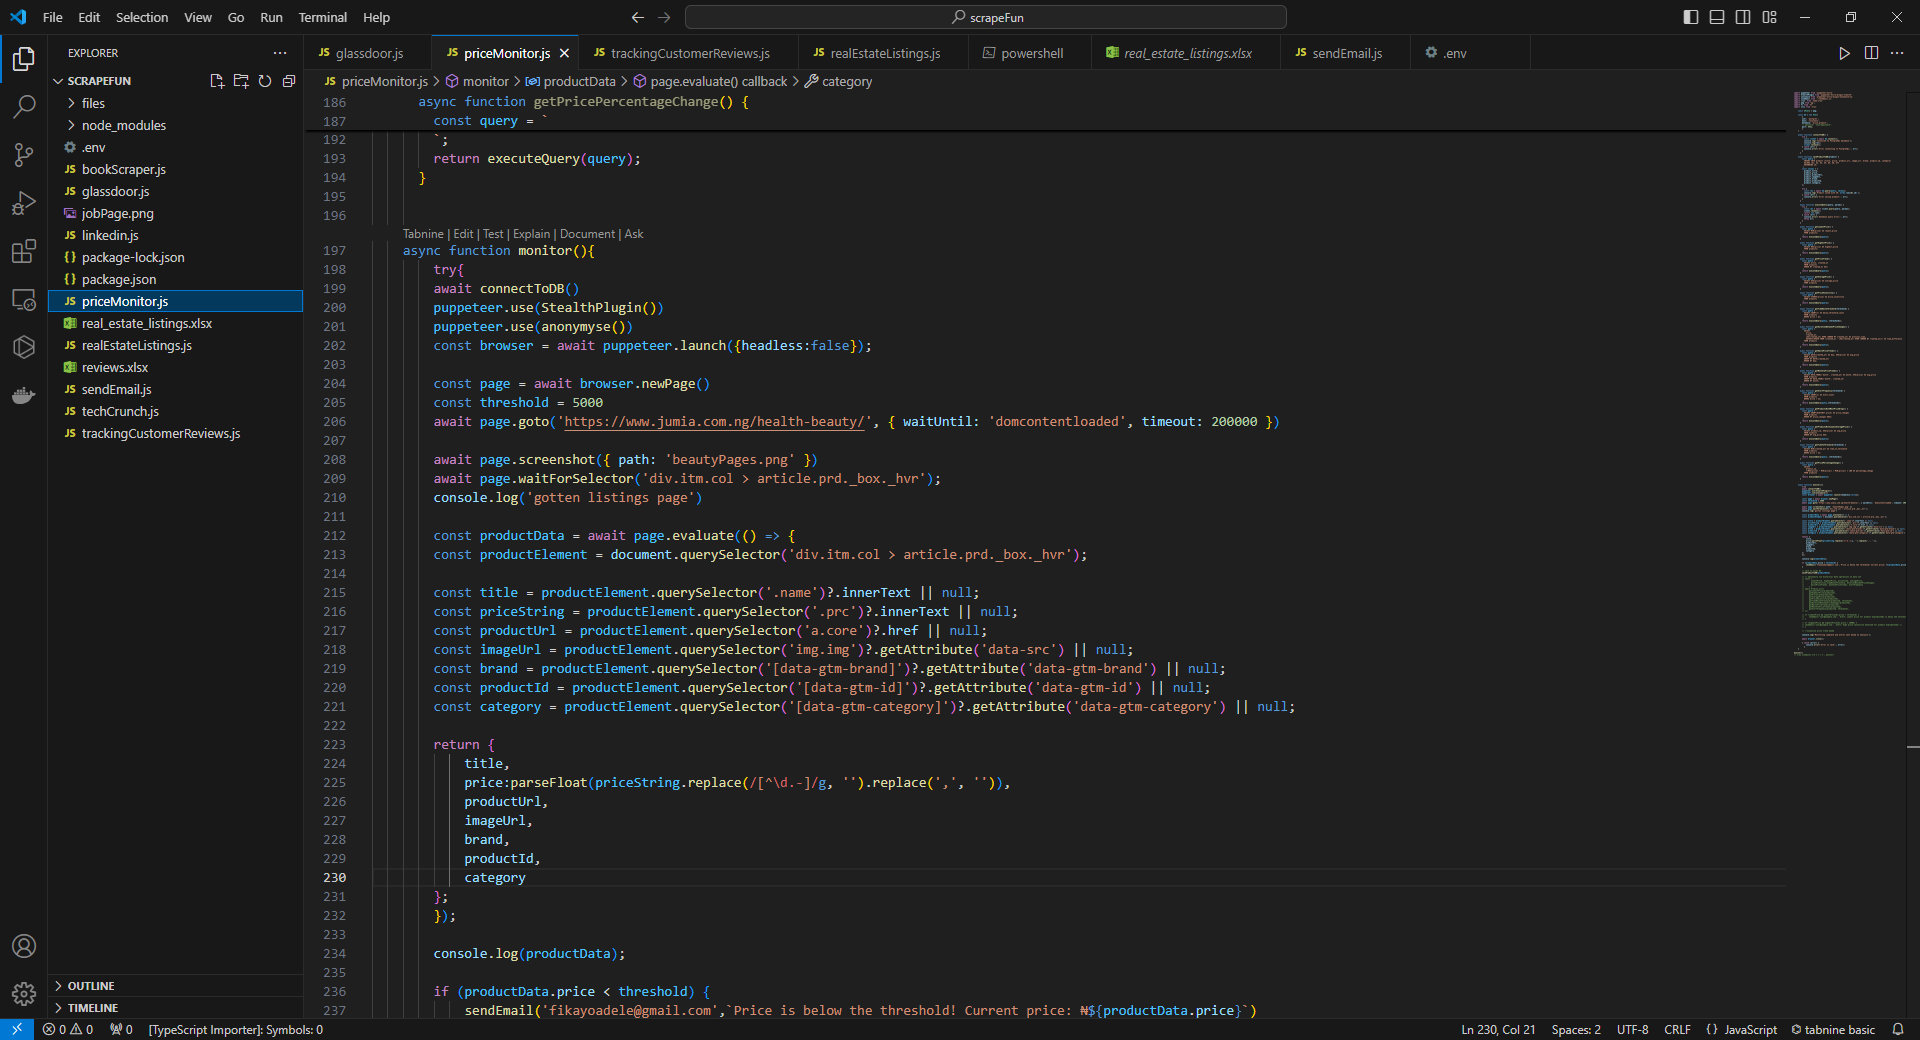 File Edit Selection View Go Run Terminal Help
scrapeFun
EXPLORER
SCRAPEFUN
files
node_modules
.env
bookScraper.js
glassdoor.js
jobPage.png
linkedin.js
package-lock.json
package.json
priceMonitor.js
real_estate_listings.xlsx
realEstateListings.js
reviews.xlsx
sendEmail.js
techCrunch.js
trackingCustomerReviews.js
OUTLINE
TIMELINE
glassdoor.js priceMonitor.js trackingCustomerReviews.js realEstateListings.js powershell real_estate_listings.xlsx sendEmail.js .env
priceMonitor.js > monitor > productData > page.evaluate() callback > category
186 async function getPricePercentageChange() {
187 const query = `
192 `;
193 return executeQuery(query);
194 }
195
196
Tabnine | Edit | Test | Explain | Document | Ask
197 async function monitor(){
198 try{
199 await connectToDB()
200 puppeteer.use(StealthPlugin())
201 puppeteer.use(anonymyse())
202 const browser = await puppeteer.launch({headless:false});
203
204 const page = await browser.newPage()
205 const threshold = 5000
206 await page.goto('https://www.jumia.com.ng/health-beauty/', { waitUntil: 'domcontentloaded', timeout: 200000 })
207
208 await page.screenshot({ path: 'beautyPages.png' })
209 await page.waitForSelector('div.itm.col > article.prd._box._hvr');
210 console.log('gotten listings page')
211
212 const productData = await page.evaluate(() => {
213 const productElement = document.querySelector('div.itm.col > article.prd._box._hvr');
214
215 const title = productElement.querySelector('.name')?.innerText || null;
216 const priceString = productElement.querySelector('.prc')?.innerText || null;
217 const productUrl = productElement.querySelector('a.core')?.href || null;
218 const imageUrl = productElement.querySelector('img.img')?.getAttribute('data-src') || null;
219 const brand = productElement.querySelector('[data-gtm-brand]')?.getAttribute('data-gtm-brand') || null;
220 const productId = productElement.querySelector('[data-gtm-id]')?.getAttribute('data-gtm-id') || null;
221 const category = productElement.querySelector('[data-gtm-category]')?.getAttribute('data-gtm-category') || null;
222
223 return {
224 title,
225 price:parseFloat(priceString.replace(/[^\d.-]/g, '').replace(',', '')),
226 productUrl,
227 imageUrl,
228 brand,
229 productId,
230 category
231 };
232 });
233
234 console.log(productData);
235
236 if (productData.price < threshold) {
237 sendEmail('fikayoadele@gmail.com',`Price is below the threshold! Current price: ₦${productData.price}`)
0 0 0 [TypeScript Importer]: Symbols: 0 Ln 230, Col 21 Spaces: 2 UTF-8 CRLF {} JavaScript tabnine basic